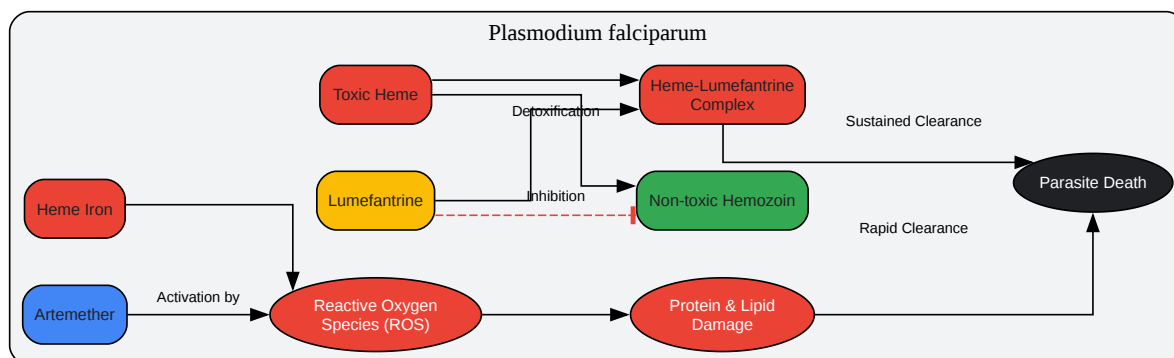 Plasmodium falciparum
Toxic Heme
Heme-Lumefantrine
Complex
Detoxification
Sustained Clearance
Parasite Death
Heme Iron
Lumefantrine
Inhibition
Non-toxic Hemozoin
Rapid Clearance
Artemether
Activation by
Reactive Oxygen
Species (ROS)
Protein & Lipid
Damage